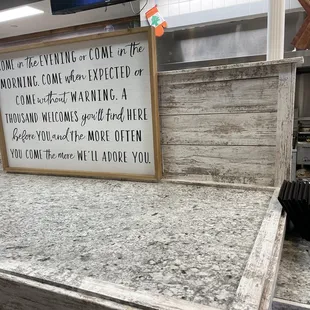 COME in the EVENING or COME in the
MORNING. COME when EXPECTED or
COME without WARNING. A
THOUSAND WELCOMES you'll find HERE
before YOU, and the MORE OFTEN
YOU COME the more WE'LL ADORE YOU.